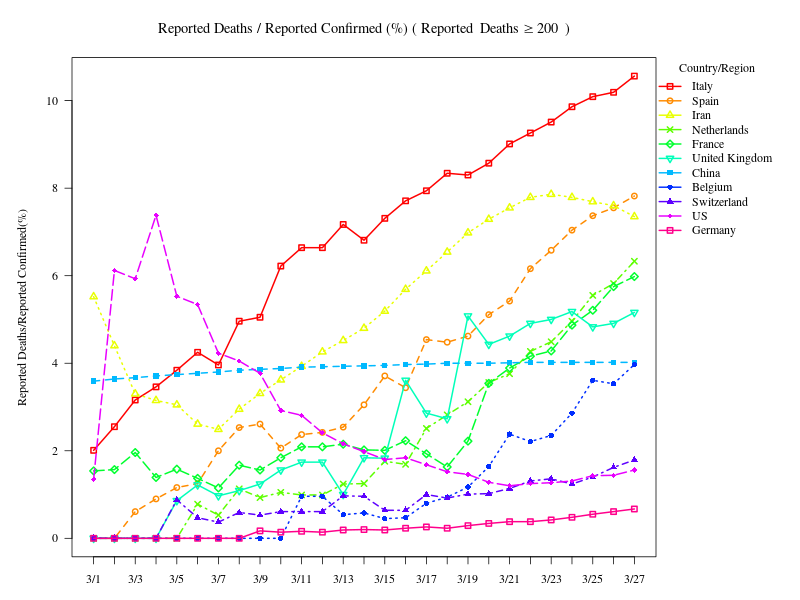 Reported Deaths / Reported Confirmed (%) ( Reported Deaths ≥ 200 )
Country/Region
Italy
Spain
Iran
Netherlands
France
United Kingdom
China
Belgium
Switzerland
US
Germany
Reported Deaths/Reported Confirmed(%)
10
8
6
4
2
0
3/1 3/3 3/5 3/7 3/9 3/11 3/13 3/15 3/17 3/19 3/21 3/23 3/25 3/27